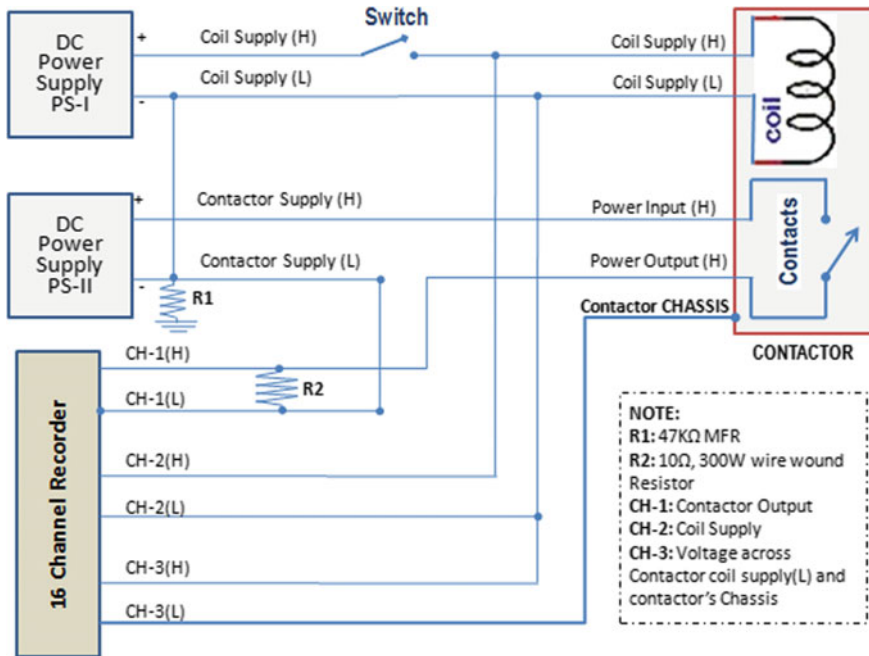 Switch
DC
Power
Supply
PS-I
+
-
Coil Supply (H)
Coil Supply (L)
Coil Supply (H)
Coil Supply (L)
coil
DC
Power
Supply
PS-II
+
-
Contactor Supply (H)
Contactor Supply (L)
Power Input (H)
Power Output (H)
Contacts
R1
Contactor CHASSIS
CONTACTOR
16 Channel Recorder
CH-1(H)
CH-1(L)
R2
CH-2(H)
CH-2(L)
CH-3(H)
CH-3(L)
NOTE:
R1: 47KΩ MFR
R2: 10Ω, 300W wire wound
Resistor
CH-1: Contactor Output
CH-2: Coil Supply
CH-3: Voltage across
Contactor coil supply(L) and
contactor's Chassis